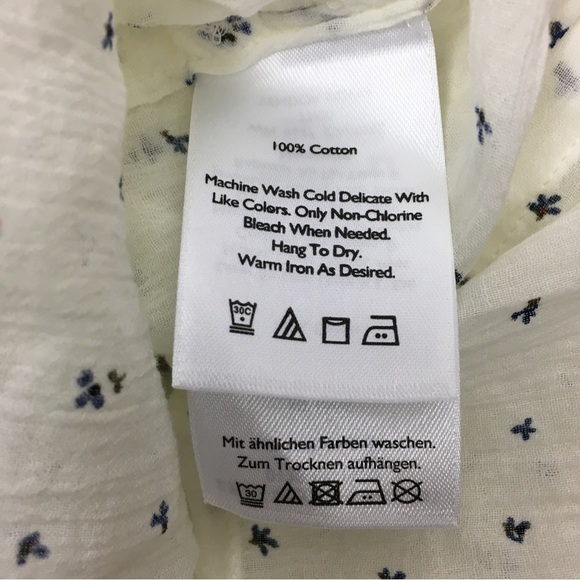 100% Cotton
Machine Wash Cold Delicate With
Like Colors. Only Non-Chlorine
Bleach When Needed.
Hang To Dry.
Warm Iron As Desired.
30C
Mit ähnlichen Farben waschen.
Zum Trocknen aufhängen.
30